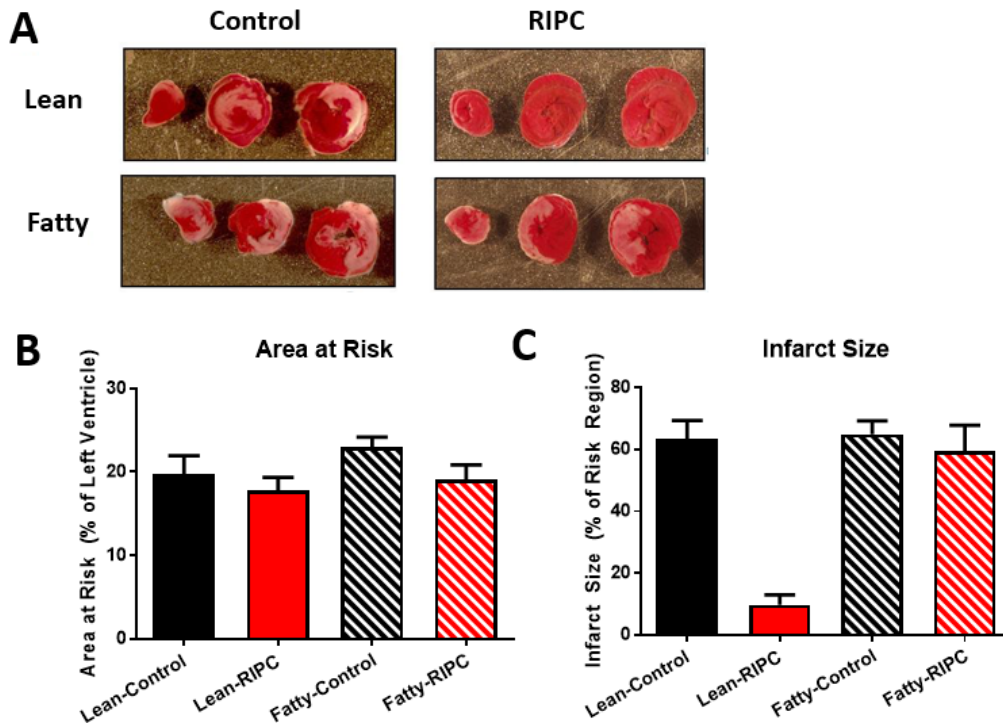 A
Control
RIPC
Lean
Fatty
B
Area at Risk
Area at Risk (% of Left Ventricle)
30
20
10
0
Lean-Control
Lean-RIPC
Fatty-Control
Fatty-RIPC
C
Infarct Size
Infarct Size (% of Risk Region)
80
60
40
20
0
Lean-Control
Lean-RIPC
Fatty-Control
Fatty-RIPC